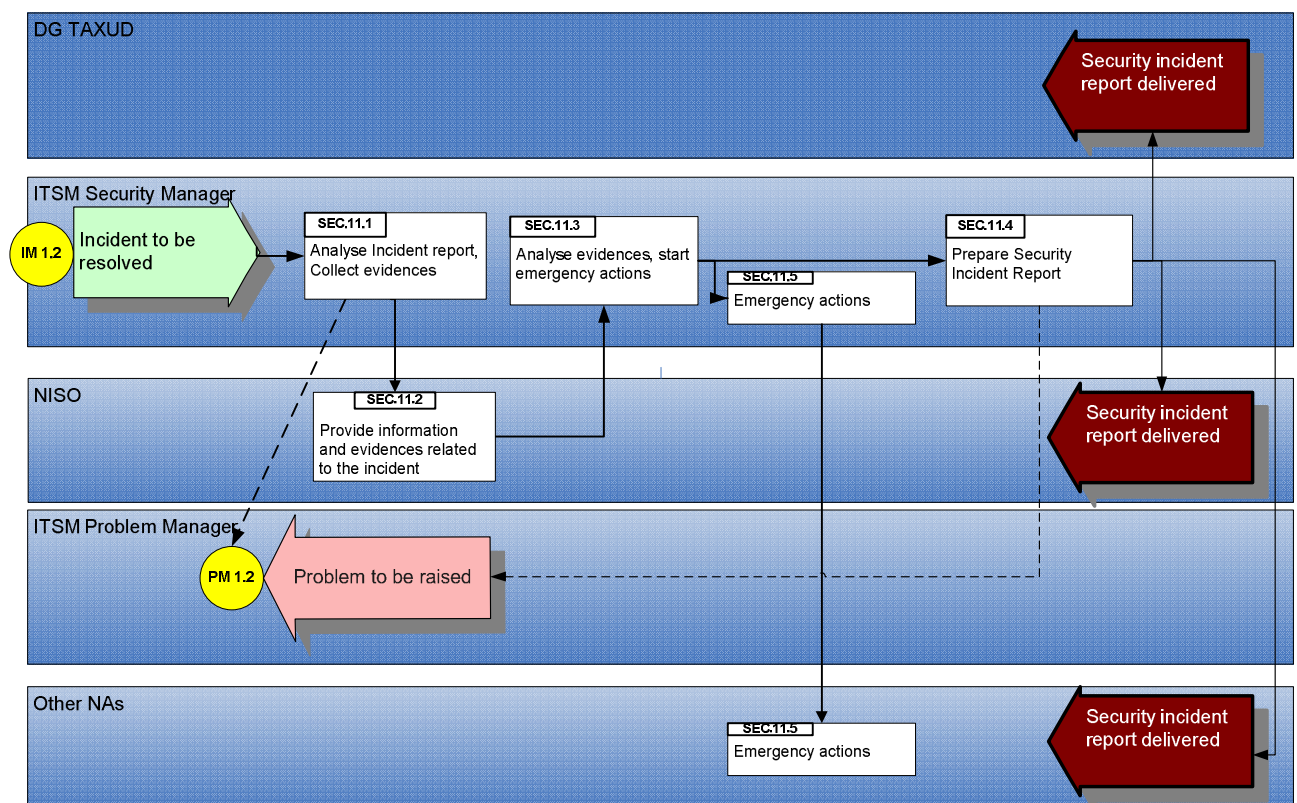 DG TAXUD
Security incident
report delivered
ITSM Security Manager
IM 1.2
Incident to be
resolved
SEC.11.1
Analyse Incident report,
Collect evidences
SEC.11.3
Analyse evidences, start
emergency actions
SEC.11.5
Emergency actions
SEC.11.4
Prepare Security
Incident Report
NISO
SEC.11.2
Provide information
and evidences related
to the incident
Security incident
report delivered
ITSM Problem Manager
PM 1.2
Problem to be raised
Other NAs
SEC.11.5
Emergency actions
Security incident
report delivered